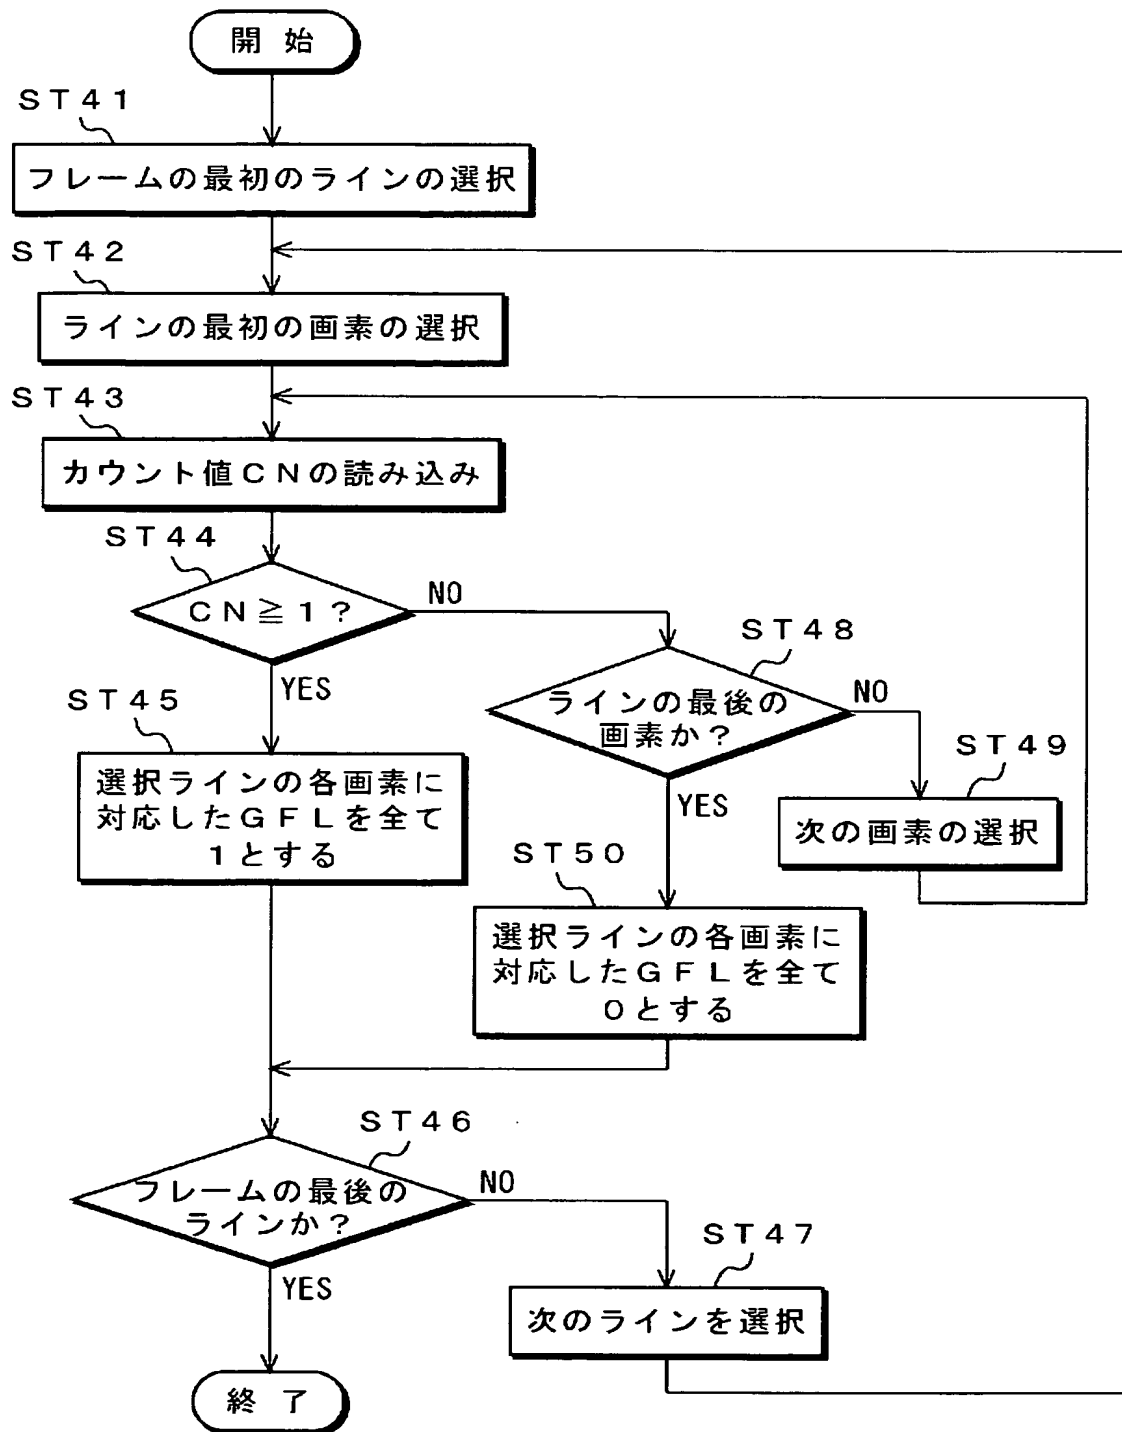 開 始
ST41
フレームの最初のラインの選択
ST42
ラインの最初の画素の選択
ST43
カウント値CNの読み込み
ST44
CN≧1?
NO
YES
ST48
ラインの最後の
画素か?
NO
YES
ST45
選択ラインの各画素に
対応したGFLを全て
1とする
ST49
次の画素の選択
ST50
選択ラインの各画素に
対応したGFLを全て
0とする
ST46
フレームの最後の
ラインか?
NO
YES
ST47
次のラインを選択
終 了